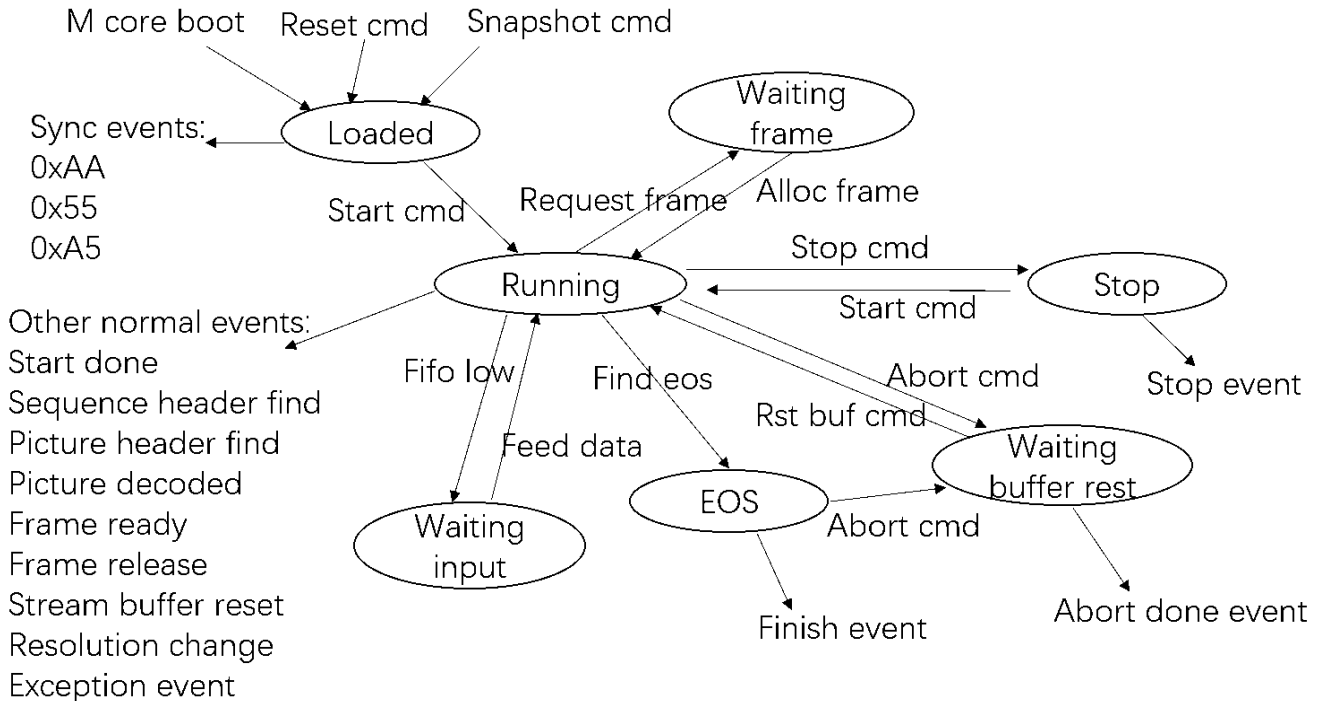 M core boot
Reset cmd
Snapshot cmd
Loaded
Waiting
frame
Sync events:
0xAA
0x55
0xA5
Start cmd
Request frame
Alloc frame
Running
Stop cmd
Start cmd
Stop
Stop event
Other normal events:
Start done
Sequence header find
Picture header find
Picture decoded
Frame ready
Frame release
Stream buffer reset
Resolution change
Exception event
Fifo low
Feed data
Waiting
input
Find eos
EOS
Abort cmd
Rst buf cmd
Waiting
buffer rest
Abort cmd
Finish event
Abort done event